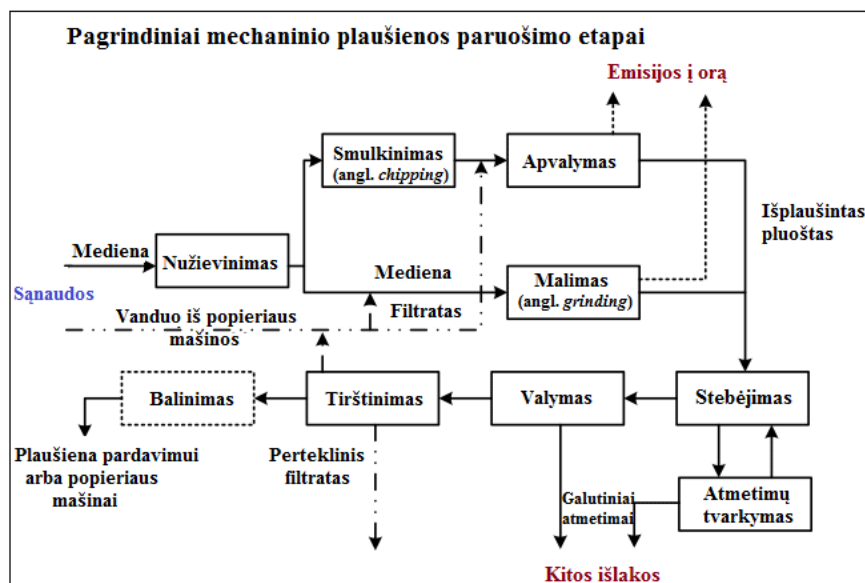 Pagrindiniai mechaninio plaušienos paruošimo etapai
Emisijos į orą
Smulkinimas
(angl. chipping)
Apvalymas
Išplaušintas
pluoštas
Mediena
Nužievinimas
Mediena
Malimas
(angl. grinding)
Sąnaudos
Vanduo iš popieriaus
mašinos
Filtratas
Balinimas
Tirštinimas
Valymas
Stebėjimas
Plaušiena pardavimui
arba popieriaus
mašinai
Perteklinis
filtratas
Galutiniai
atmetimai
Atmetimų
tvarkymas
Kitos išlakos